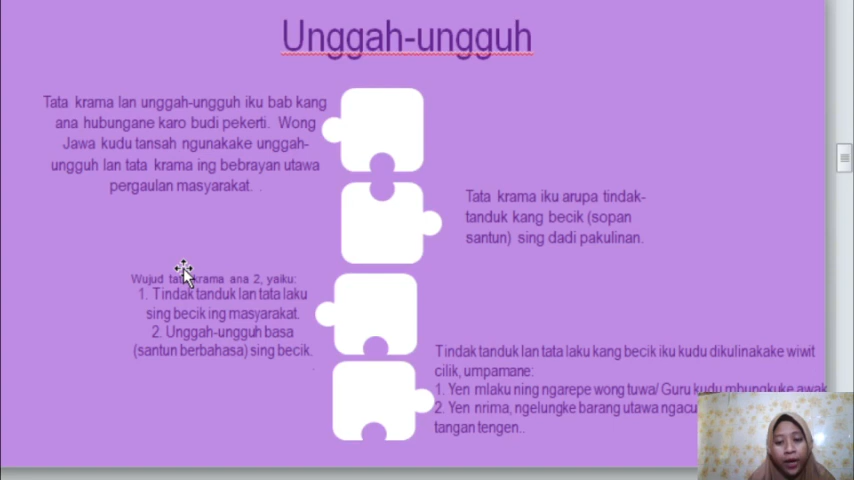 Unggah-ungguh
Tata krama lan unggah-ungguh iku bab kang
ana hubungane karo budi pekerti. Wong
Jawa kudu tansah ngunakake unggah-
ungguh lan tata krama ing bebrayan utawa
pergaulan masyarakat. .
Tata krama iku arupa tindak-
tanduk kang becik (sopan
santun) sing dadi pakulinan.
Wujud tata krama ana 2, yaiku:
1. Tindak tanduk lan tata laku
sing becik ing masyarakat.
2. Unggah-ungguh basa
(santun berbahasa) sing becik.
.
Tindak tanduk lan tata laku kang becik iku kudu dikulinakake wiwit
cilik, umpamane:
1. Yen mlaku ning ngarepe wong tuwa/ Guru kudu mbungkuke awak
2. Yen nrima, ngelungke barang utawa
tangan tengen..